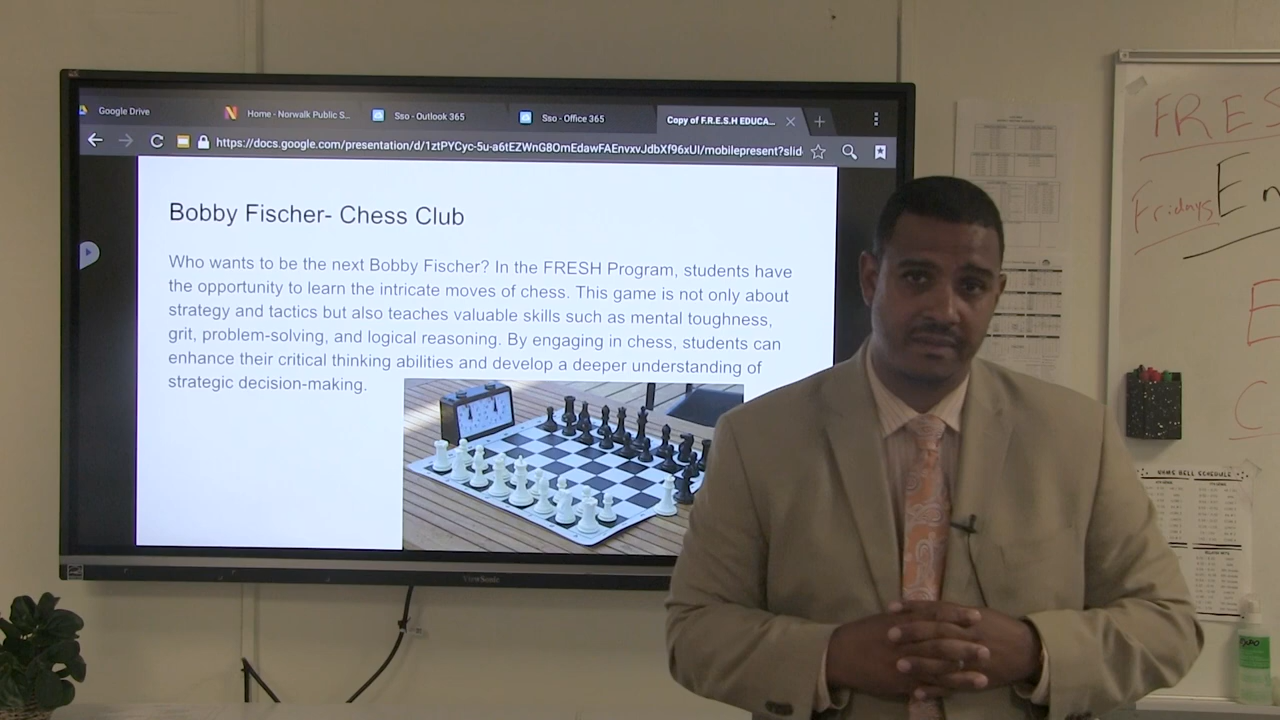 Google Drive
Home - Norwalk Public S...
Sso - Outlook 365
Sso - Office 365
Copy of F.R.E.S.H EDUCA...
https://docs.google.com/presentation/d/1ztPYCyc-5u-a6tEZWnG8OmEdawFAEnvxvJdbXf96xUI/mobilepresent?slid
Bobby Fischer- Chess Club
Who wants to be the next Bobby Fischer? In the FRESH Program, students have
the opportunity to learn the intricate moves of chess. This game is not only about
strategy and tactics but also teaches valuable skills such as mental toughness,
grit, problem-solving, and logical reasoning. By engaging in chess, students can
enhance their critical thinking abilities and develop a deeper understanding of
strategic decision-making.
ViewSonic
FRES
Fridays En
E
C
NHMS BELL SCHEDULE
EXPO